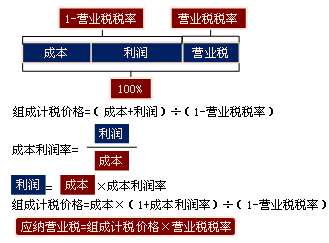 1-营业税税率 营业税税率
成本 利润 营业税
100%
组成计税价格=(成本+利润)÷(1-营业税税率)
利润
成本利润率=
成本
利润= 成本×成本利润率
组成计税价格=成本×(1+成本利润率)÷(1-营业税税率)
应纳营业税=组成计税价格×营业税税率